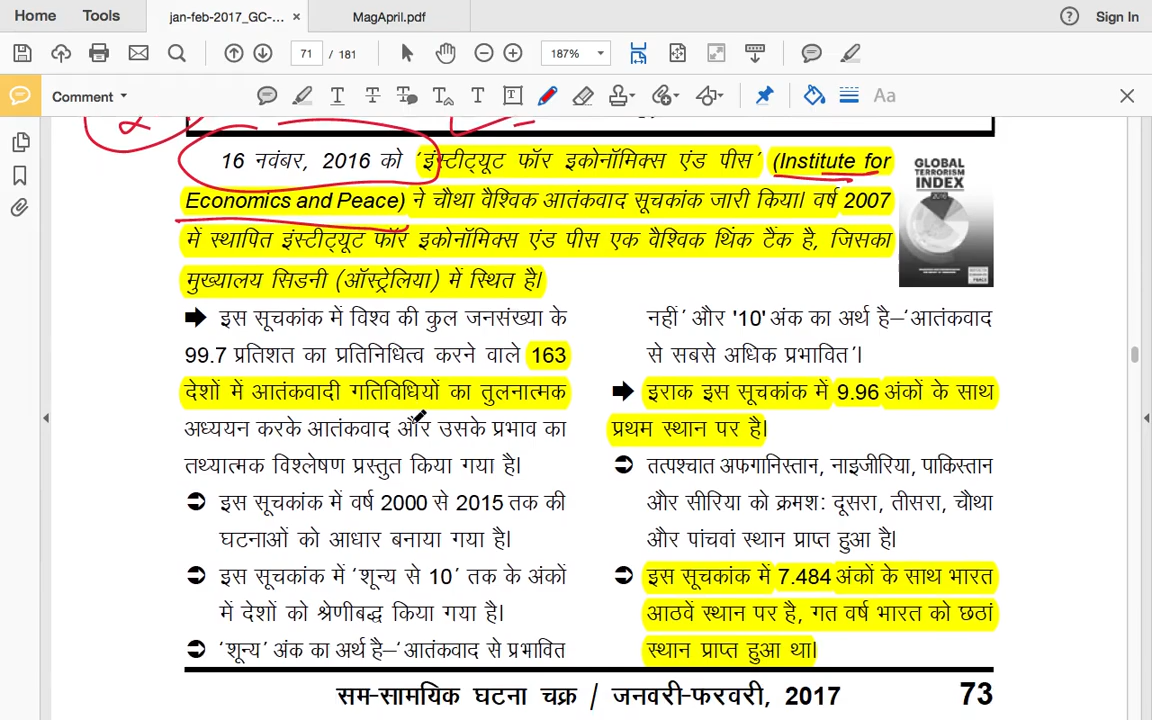 Home Tools jan-feb-2017_GC-... × MagApril.pdf ? Sign In
71 / 181 187%
Comment Aa
16 नवंबर, 2016 को 'इंस्टीट्यूट फॉर इकोनॉमिक्स एंड पीस' (Institute for
Economics and Peace) ने चौथा वैश्विक आतंकवाद सूचकांक जारी किया। वर्ष 2007
में स्थापित इंस्टीट्यूट फॉर इकोनॉमिक्स एंड पीस एक वैश्विक थिंक टैंक है, जिसका
मुख्यालय सिडनी (ऑस्ट्रेलिया) में स्थित है।
GLOBAL
TERRORISM
INDEX
इस सूचकांक में विश्व की कुल जनसंख्या के
99.7 प्रतिशत का प्रतिनिधित्व करने वाले 163
देशों में आतंकवादी गतिविधियों का तुलनात्मक
अध्ययन करके आतंकवाद और उसके प्रभाव का
तथ्यात्मक विश्लेषण प्रस्तुत किया गया है।
इस सूचकांक में वर्ष 2000 से 2015 तक की
घटनाओं को आधार बनाया गया है।
इस सूचकांक में 'शून्य से 10' तक के अंकों
में देशों को श्रेणीबद्ध किया गया है।
'शून्य' अंक का अर्थ है–'आतंकवाद से प्रभावित
नहीं' और '10' अंक का अर्थ है–'आतंकवाद
से सबसे अधिक प्रभावित'।
इराक इस सूचकांक में 9.96 अंकों के साथ
प्रथम स्थान पर है।
तत्पश्चात अफगानिस्तान, नाइजीरिया, पाकिस्तान
और सीरिया को क्रमश: दूसरा, तीसरा, चौथा
और पांचवां स्थान प्राप्त हुआ है।
इस सूचकांक में 7.484 अंकों के साथ भारत
आठवें स्थान पर है, गत वर्ष भारत को छठां
स्थान प्राप्त हुआ था।
सम-सामयिक घटना चक्र / जनवरी-फरवरी, 2017 73